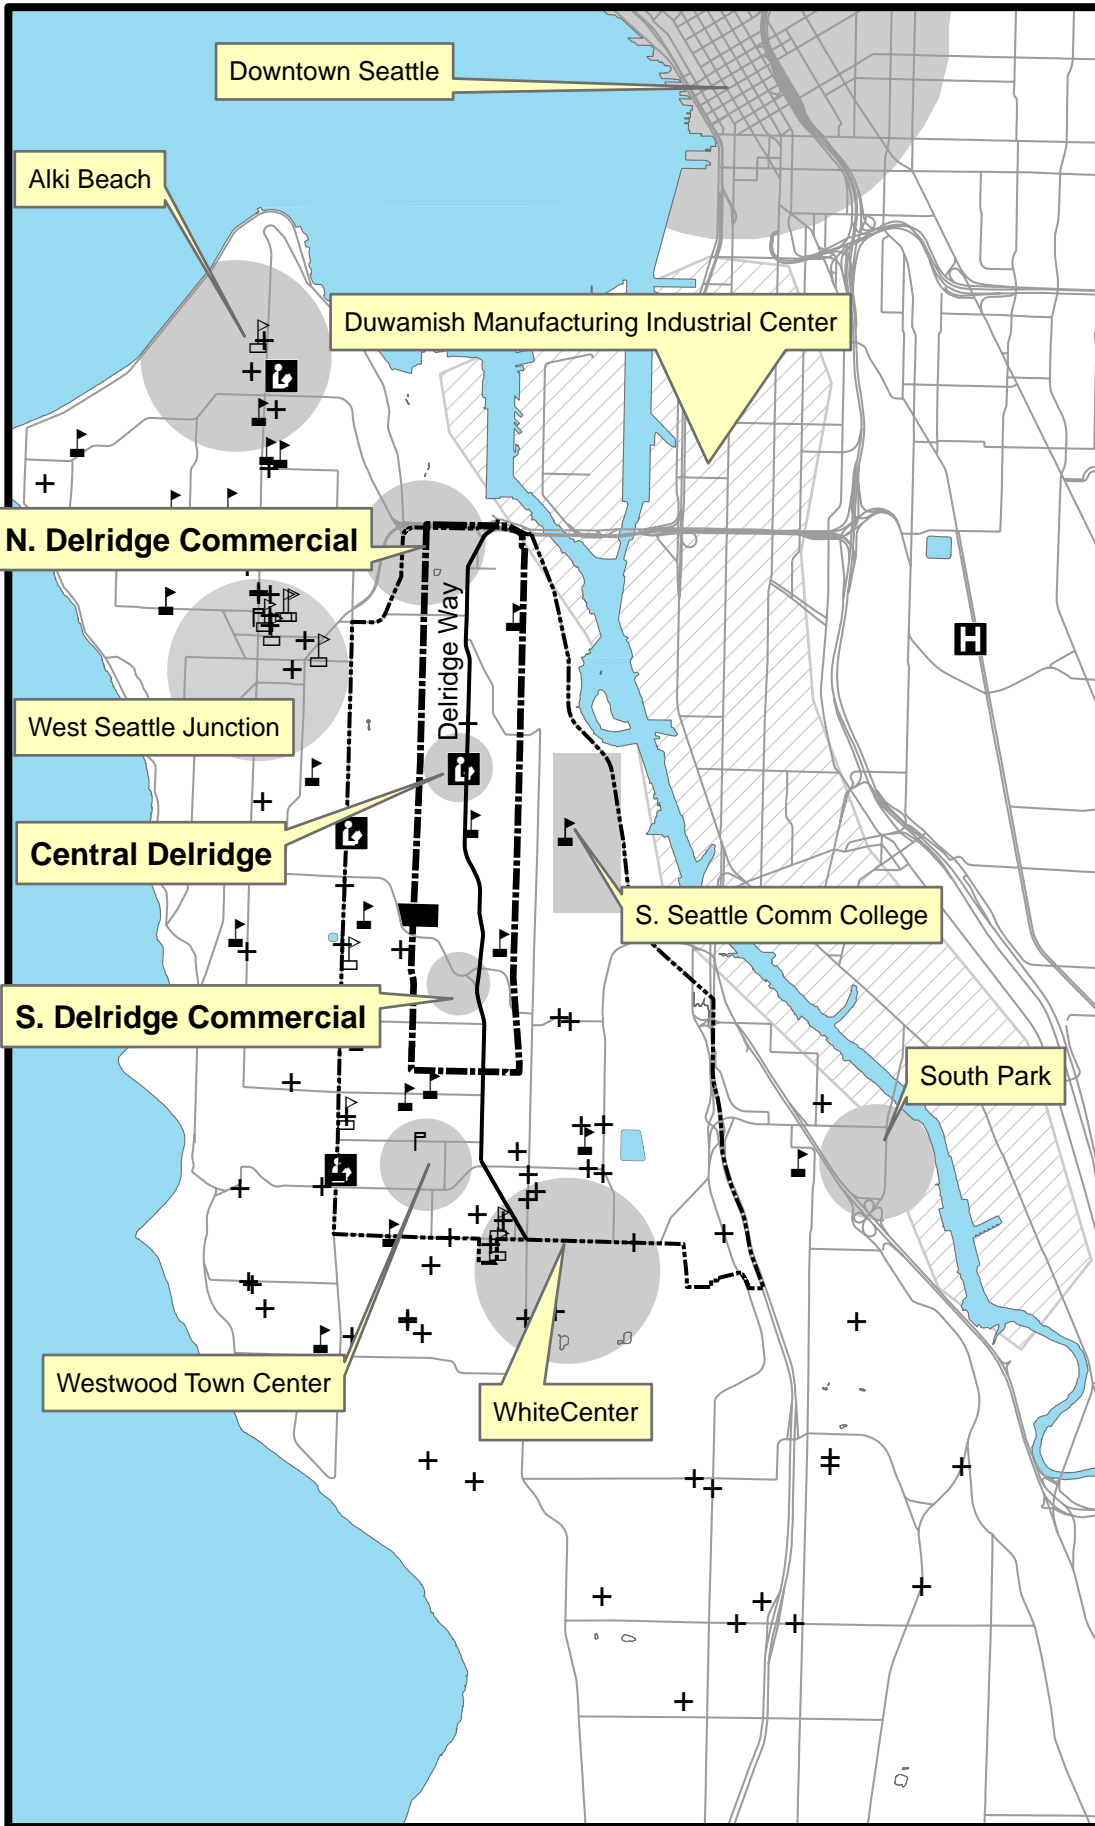 Downtown Seattle
Alki Beach
Duwamish Manufacturing Industrial Center
N. Delridge Commercial
H
Delridge Way
West Seattle Junction
Central Delridge
S. Seattle Comm College
S. Delridge Commercial
South Park
Westwood Town Center
WhiteCenter